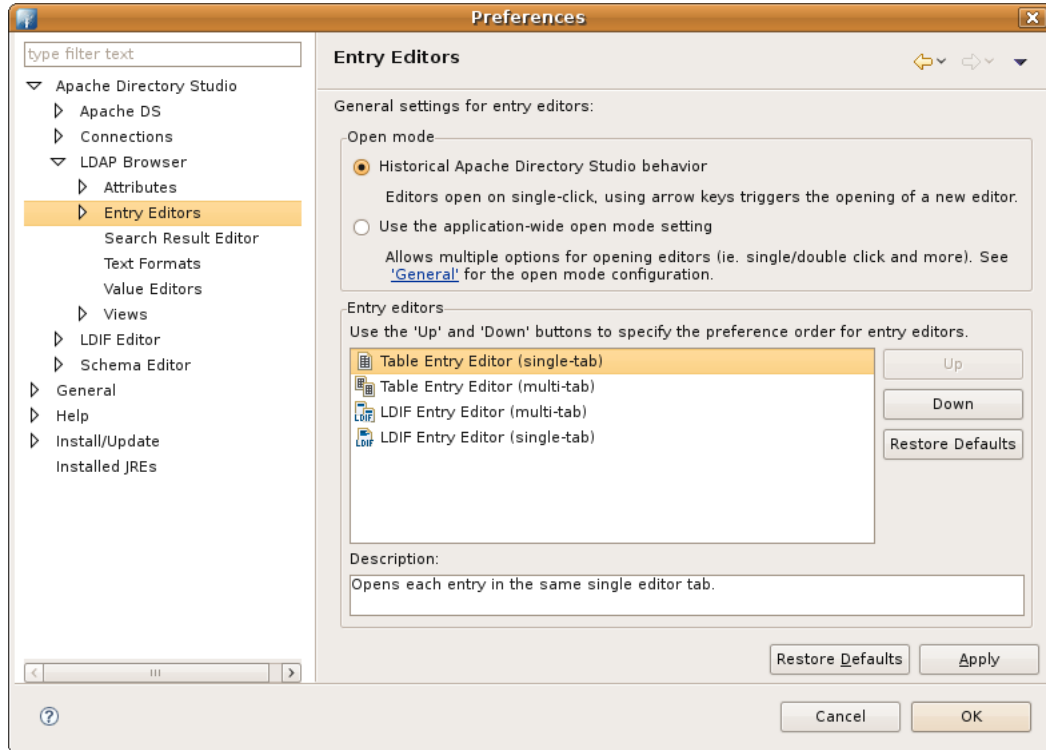 Preferences
type filter text
Apache Directory Studio
Apache DS
Connections
LDAP Browser
Attributes
Entry Editors
Search Result Editor
Text Formats
Value Editors
Views
LDIF Editor
Schema Editor
General
Help
Install/Update
Installed JREs
Entry Editors
General settings for entry editors:
Open mode
Historical Apache Directory Studio behavior
Editors open on single-click, using arrow keys triggers the opening of a new editor.
Use the application-wide open mode setting
Allows multiple options for opening editors (ie. single/double click and more). See
'General' for the open mode configuration.
Entry editors
Use the 'Up' and 'Down' buttons to specify the preference order for entry editors.
Table Entry Editor (single-tab)
Table Entry Editor (multi-tab)
LDIF LDIF Entry Editor (multi-tab)
LDIF LDIF Entry Editor (single-tab)
Up
Down
Restore Defaults
Description:
Opens each entry in the same single editor tab.
Restore Defaults
Apply
?
Cancel
OK